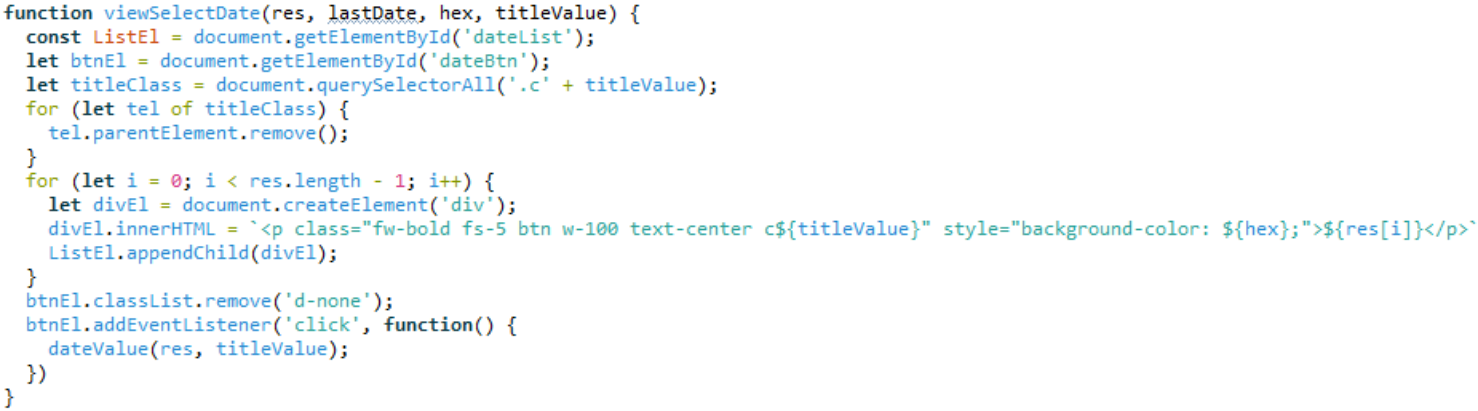 function viewSelectDate(res, lastDate, hex, titleValue) {
  const ListEl = document.getElementById('dateList');
  let btnEl = document.getElementById('dateBtn');
  let titleClass = document.querySelectorAll('.c' + titleValue);
  for (let tel of titleClass) {
    tel.parentElement.remove();
  }
  for (let i = 0; i < res.length - 1; i++) {
    let divEl = document.createElement('div');
    divEl.innerHTML = `<p class="fw-bold fs-5 btn w-100 text-center c${titleValue}" style="background-color: ${hex};">${res[i]}</p>`
    ListEl.appendChild(divEl);
  }
  btnEl.classList.remove('d-none');
  btnEl.addEventListener('click', function() {
    dateValue(res, titleValue);
  })
}